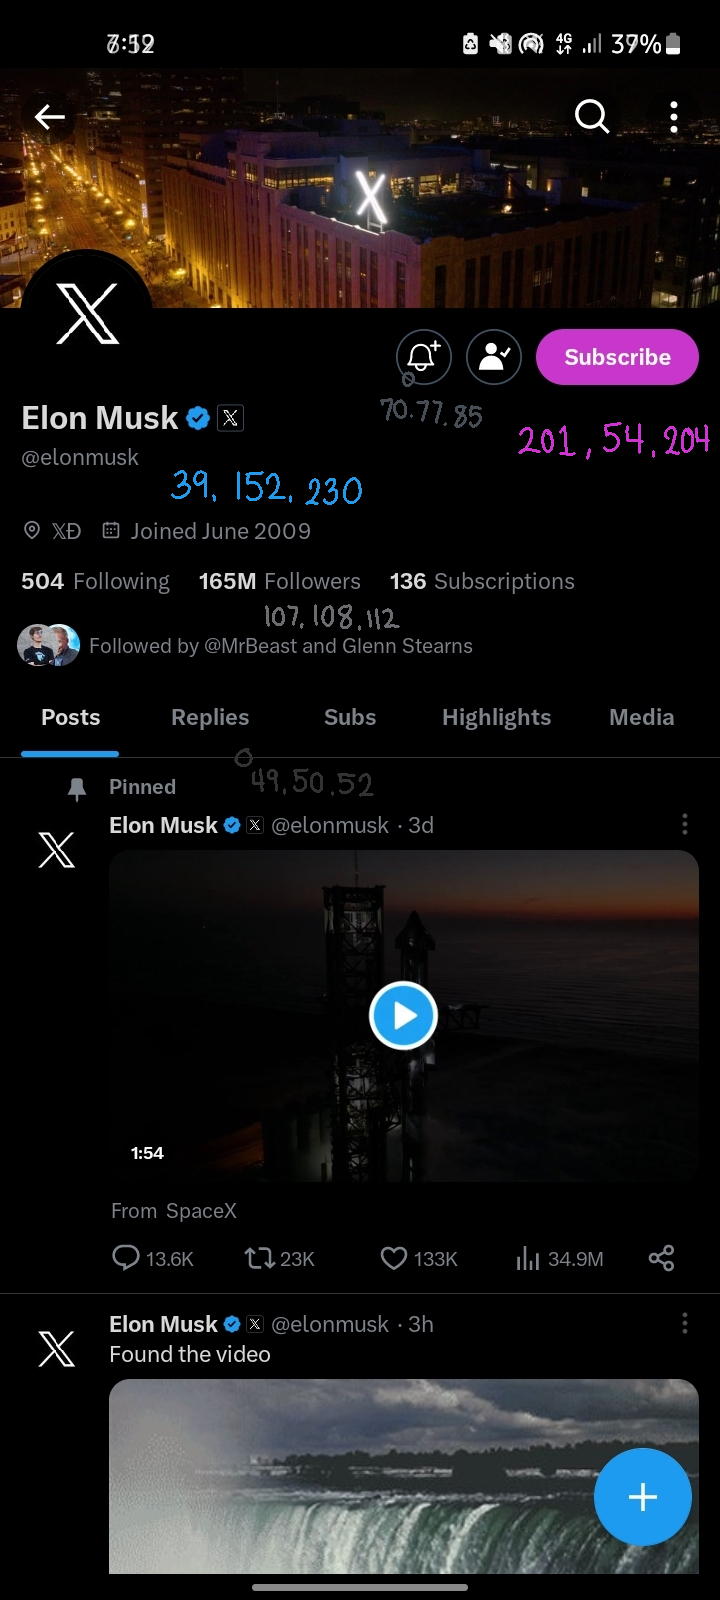 4G 37%
X
Subscribe
Elon Musk X
70.77.85
201, 54, 204
@elonmusk
39, 152, 230
𝕏Ð Joined June 2009
504 Following 165M Followers 136 Subscriptions
107, 108, 112
Followed by @MrBeast and Glenn Stearns
Posts Replies Subs Highlights Media
49.50.52
Pinned
Elon Musk X @elonmusk · 3d
1:54
From SpaceX
13.6K 23K 133K 34.9M
Elon Musk X @elonmusk · 3h
Found the video